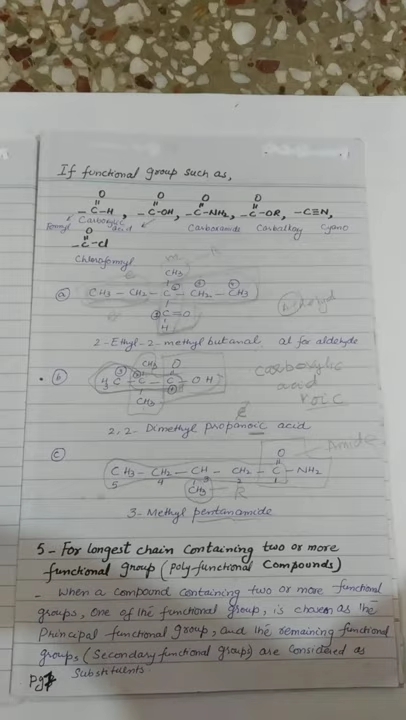 If functional group such as,
O O O O
-C-H, -C-OH, -C-NH₂, -C-OR, -C≡N,
Formyl Carboxylic acid Carboxamide Carbalkoxy Cyano
O
-C-Cl
Chloroformyl
CH₃
(a) CH₃ - CH₂ - C - CH₂ - CH₃
C=O
H
2-Ethyl-2-methyl butanal. al for aldehyde
CH₃ O
(b) H₃C - C - C - OH carboxylic
CH₃ acid
oic
2,2-Dimethyl propanoic acid
Amide
O
(c) CH₃ - CH₂ - CH - CH₂ - C - NH₂
5 4 3 2 1
CH₃ R
3-Methyl pentanamide
5- For longest chain containing two or more
functional group (poly-functional Compounds)
- When a compound containing two or more functional
groups, one of the functional group, is chosen as the
Principal functional group, and the remaining functional
groups (Secondary functional groups) are considered as
Substituents.